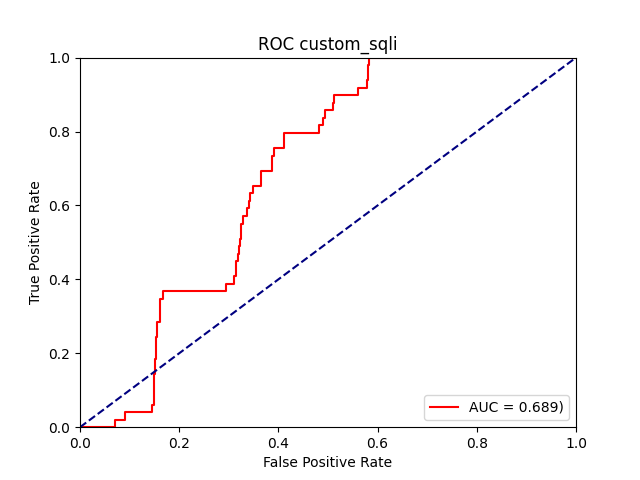 ROC custom_sqli
1.0
0.8
0.6
0.4
0.2
0.0
True Positive Rate
AUC = 0.689)
0.0 0.2 0.4 0.6 0.8 1.0
False Positive Rate